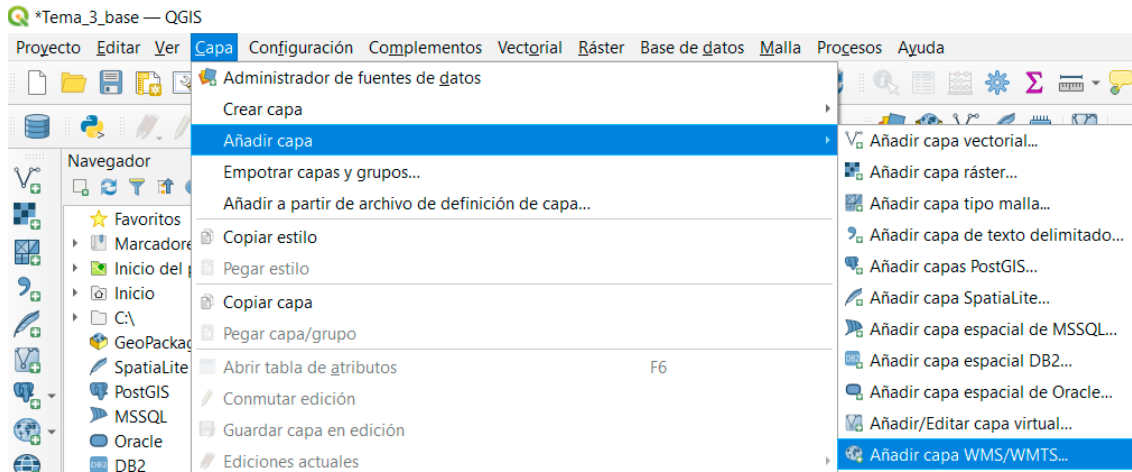 *Tema_3_base — QGIS
Proyecto Editar Ver Capa Configuración Complementos Vectorial Ráster Base de datos Malla Procesos Ayuda
Administrador de fuentes de datos
Crear capa
Añadir capa
Empotrar capas y grupos...
Añadir a partir de archivo de definición de capa...
Copiar estilo
Pegar estilo
Copiar capa
Pegar capa/grupo
Abrir tabla de atributos F6
Conmutar edición
Guardar capa en edición
Ediciones actuales
Añadir capa vectorial...
Añadir capa ráster...
Añadir capa tipo malla...
Añadir capa de texto delimitado...
Añadir capas PostGIS...
Añadir capa SpatiaLite...
Añadir capa espacial de MSSQL...
Añadir capa espacial DB2...
Añadir capa espacial de Oracle...
Añadir/Editar capa virtual...
Añadir capa WMS/WMTS...
Navegador
Favoritos
Marcadore
Inicio del
Inicio
C:\
GeoPackag
SpatiaLite
PostGIS
MSSQL
Oracle
DB2